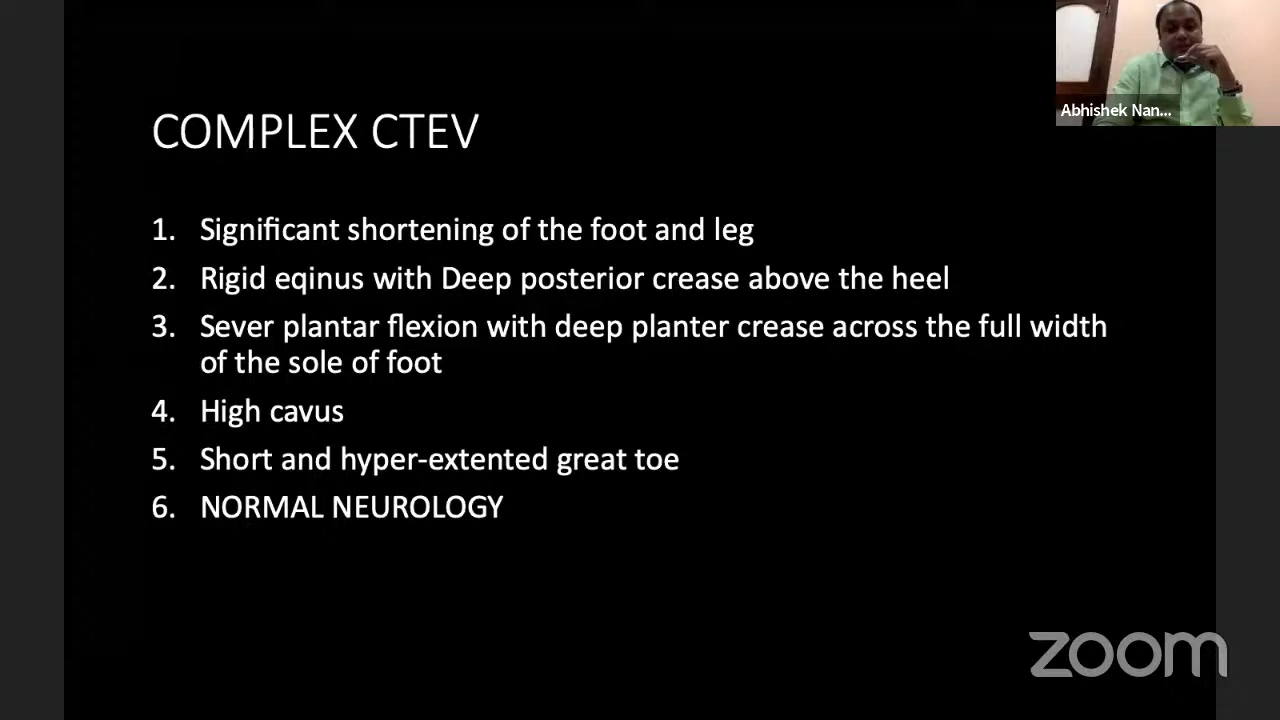 Abhishek Nan...
COMPLEX CTEV
1. Significant shortening of the foot and leg
2. Rigid eqinus with Deep posterior crease above the heel
3. Sever plantar flexion with deep planter crease across the full width
of the sole of foot
4. High cavus
5. Short and hyper-extented great toe
6. NORMAL NEUROLOGY
zoom